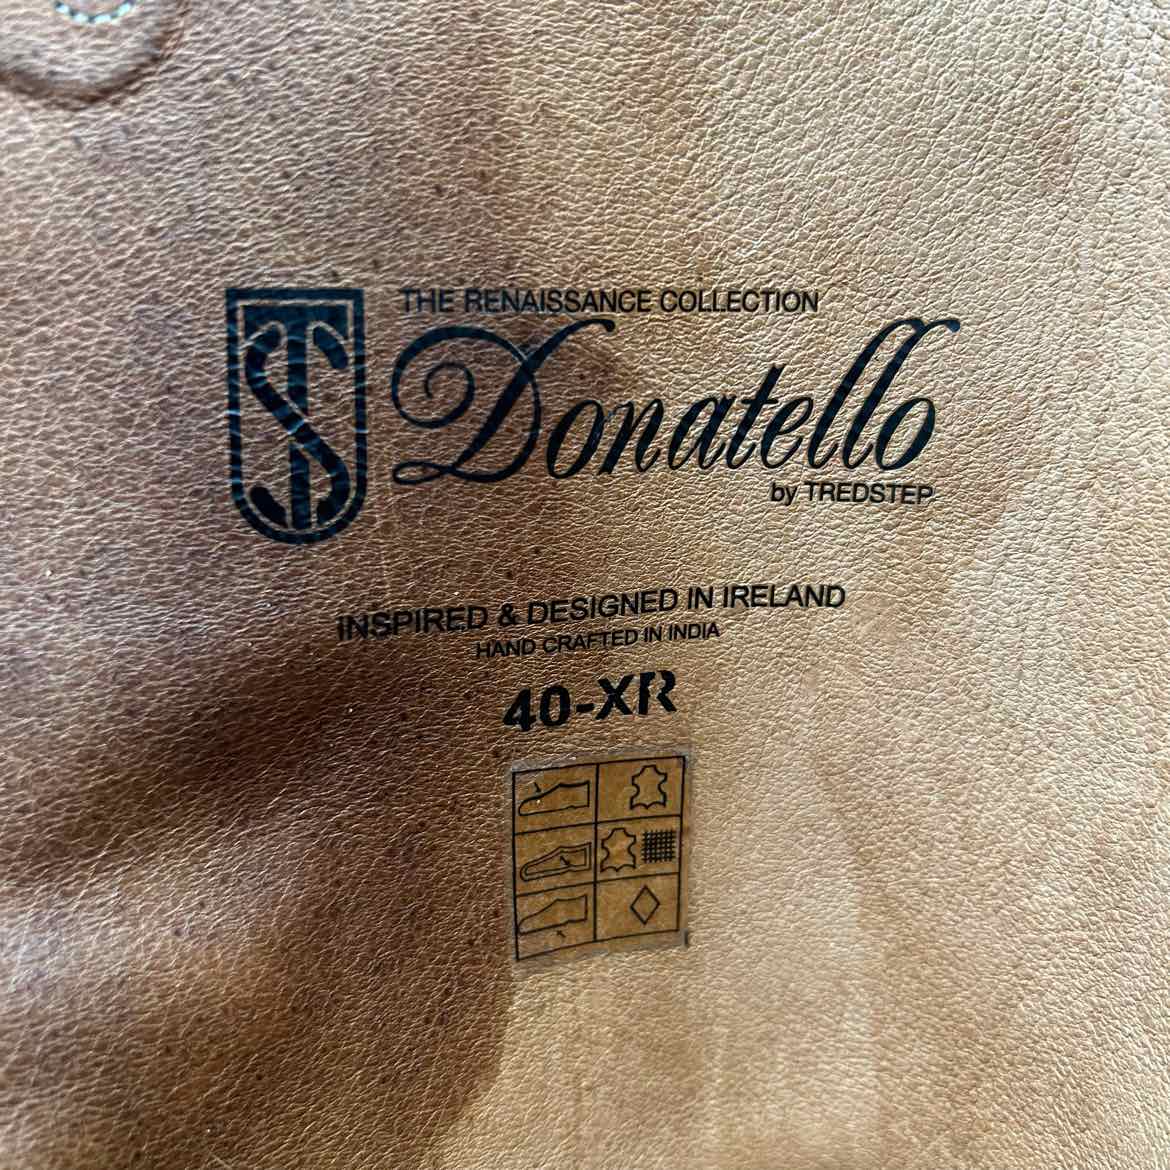 TS
THE RENAISSANCE COLLECTION
Donatello
by TREDSTEP
INSPIRED & DESIGNED IN IRELAND
HAND CRAFTED IN INDIA
40-XR